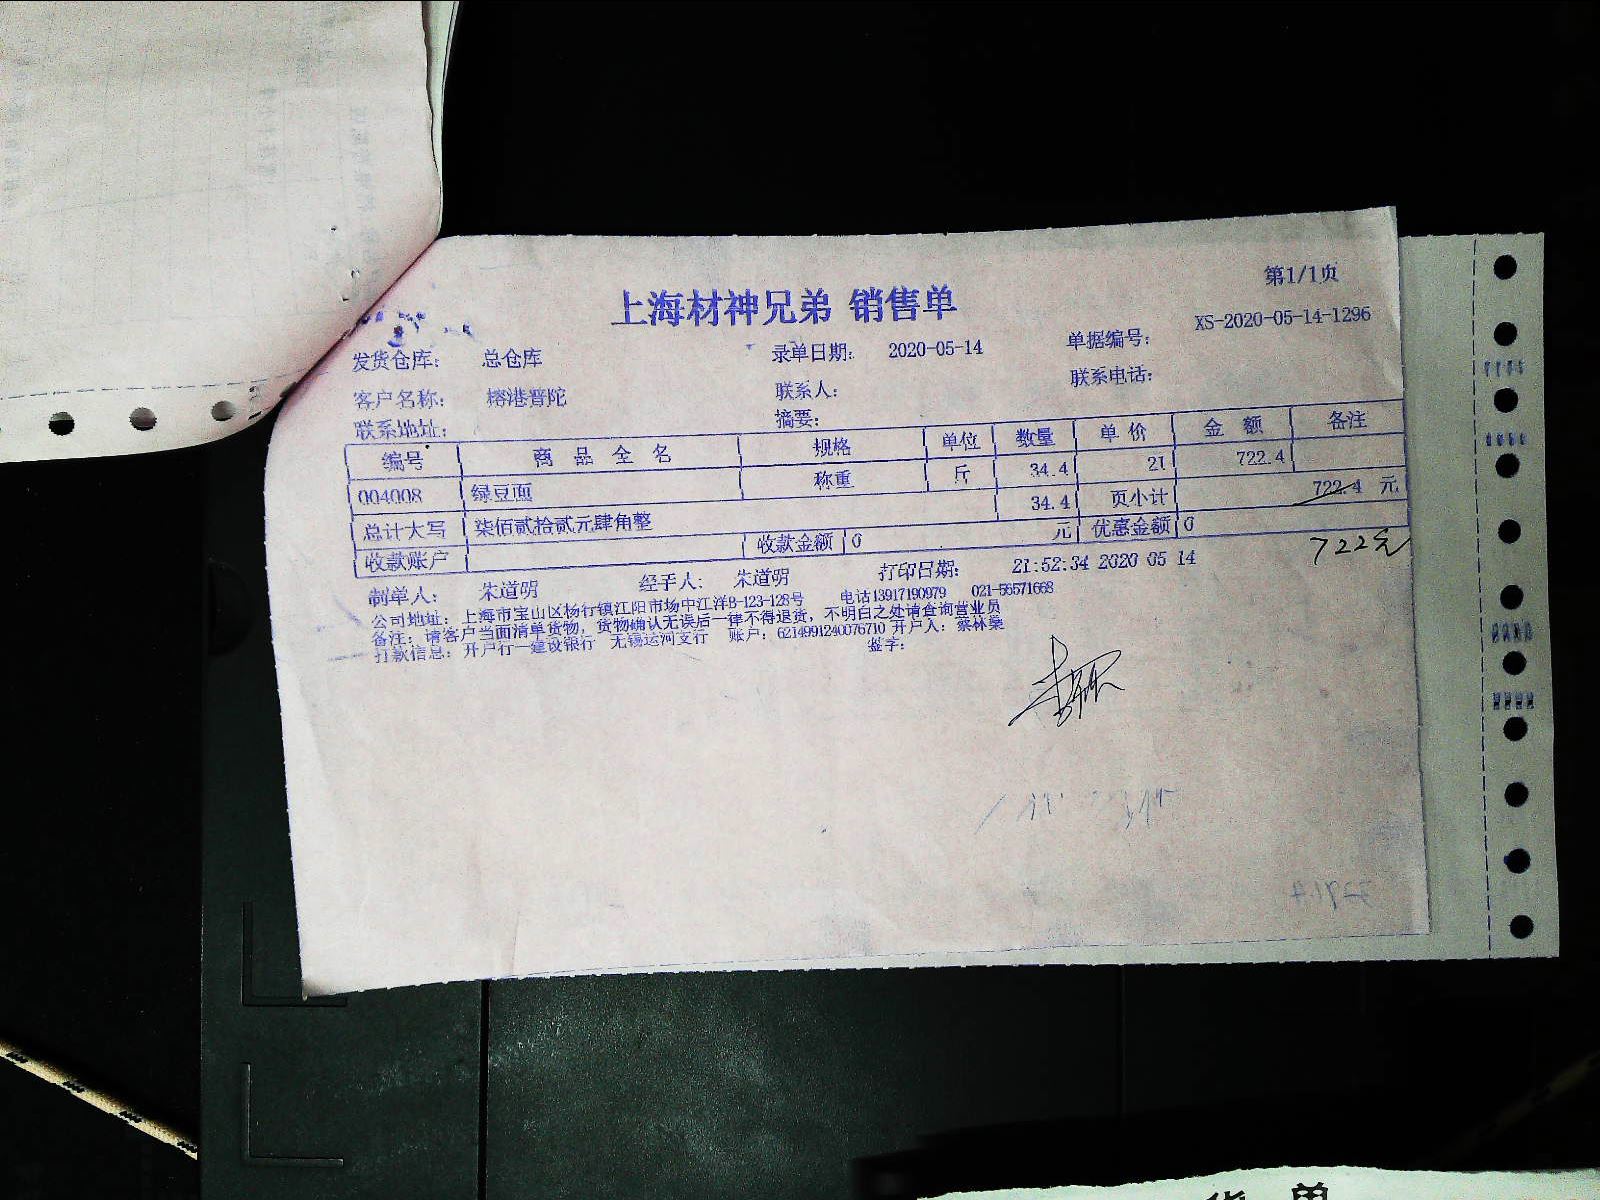 第1/1页
上海材神兄弟 销售单
发货仓库： 总仓库 录单日期： 2020-05-14 单据编号： XS-2020-05-14-1296
客户名称： 榕港普陀 联系人： 联系电话：
联系地址： 摘要：
编号 商 品 全 名 规格 单位 数量 单 价 金 额 备注
004008 绿豆面 称重 斤 34.4 21 722.4
34.4 页小计 722.4 元
总计大写 柒佰贰拾贰元肆角整
收款账户 收款金额 0 元 优惠金额 0
722元
制单人： 朱道明 经手人： 朱道明 打印日期： 21:52:34 2020 05 14
公司地址： 上海市宝山区杨行镇江阳市场中江洋B-123-128号 电话13917190979 021-56571668
备注：请客户当面清单货物，货物确认无误后一律不得退货，不明白之处请查询营业员
打款信息： 开户行一建设银行 无锡运河支行 账户：6214991240076710 开户人：蔡林燊
签字：
货 单